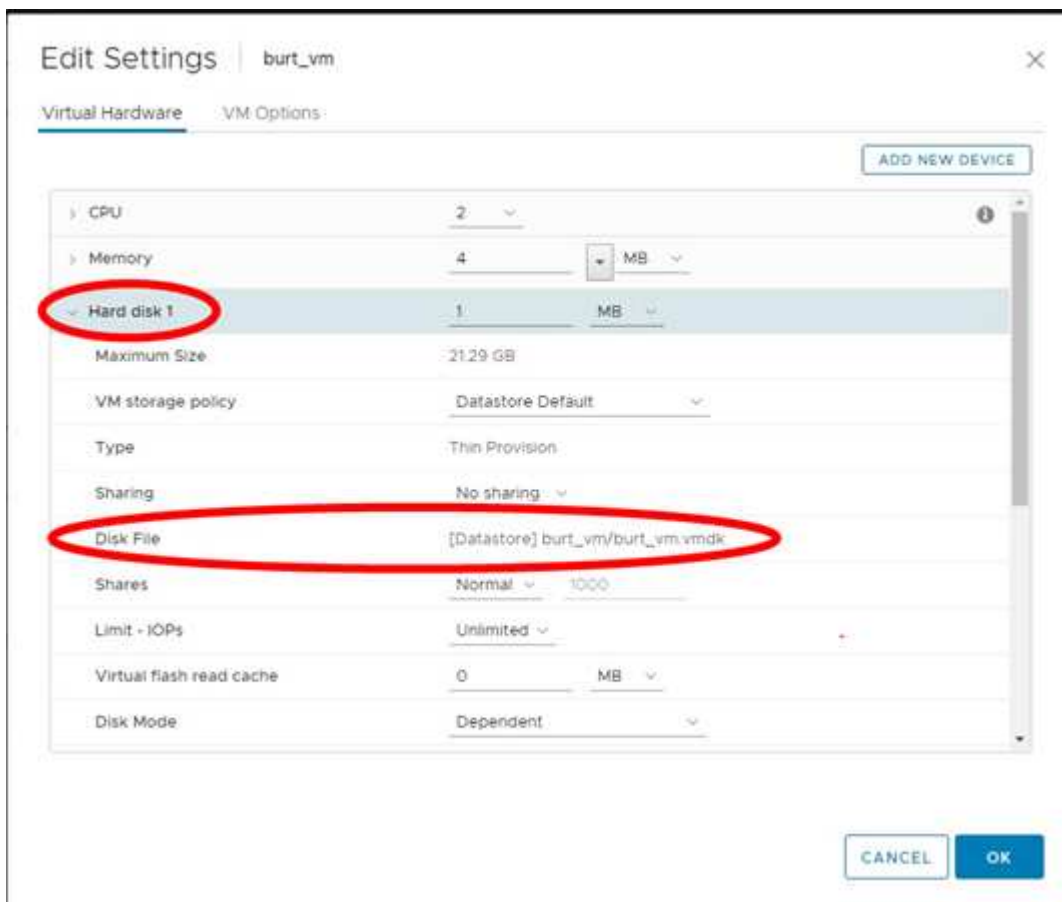 Edit Settings burt_vm
Virtual Hardware VM Options
ADD NEW DEVICE
CPU 2
Memory 4 MB
Hard disk 1 1 MB
Maximum Size 21.29 GB
VM storage policy Datastore Default
Type Thin Provision
Sharing No sharing
Disk File [Datastore] burt_vm/burt_vm.vmdk
Shares Normal 1000
Limit - IOPs Unlimited
Virtual flash read cache 0 MB
Disk Mode Dependent
CANCEL OK